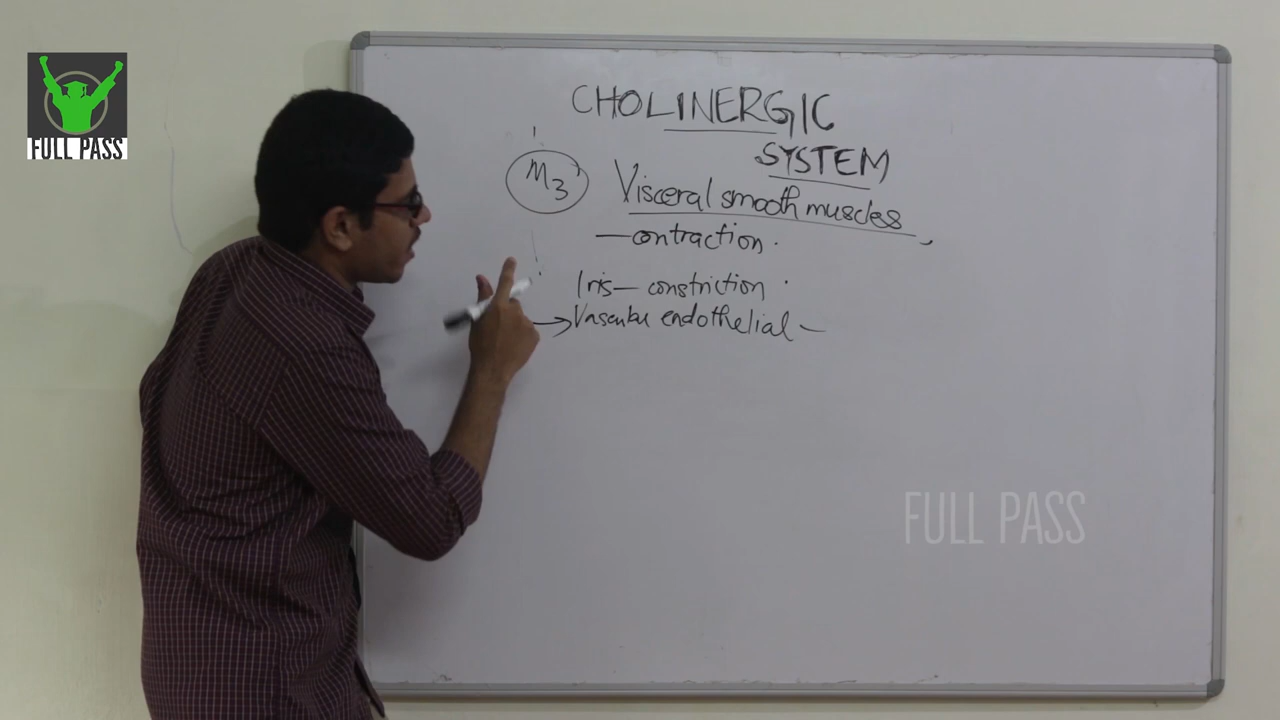 FULL PASS
CHOLINERGIC
SYSTEM
M3
Visceral smooth muscles
— contraction.
Iris — constriction.
→ Vascular endothelial —
FULL PASS